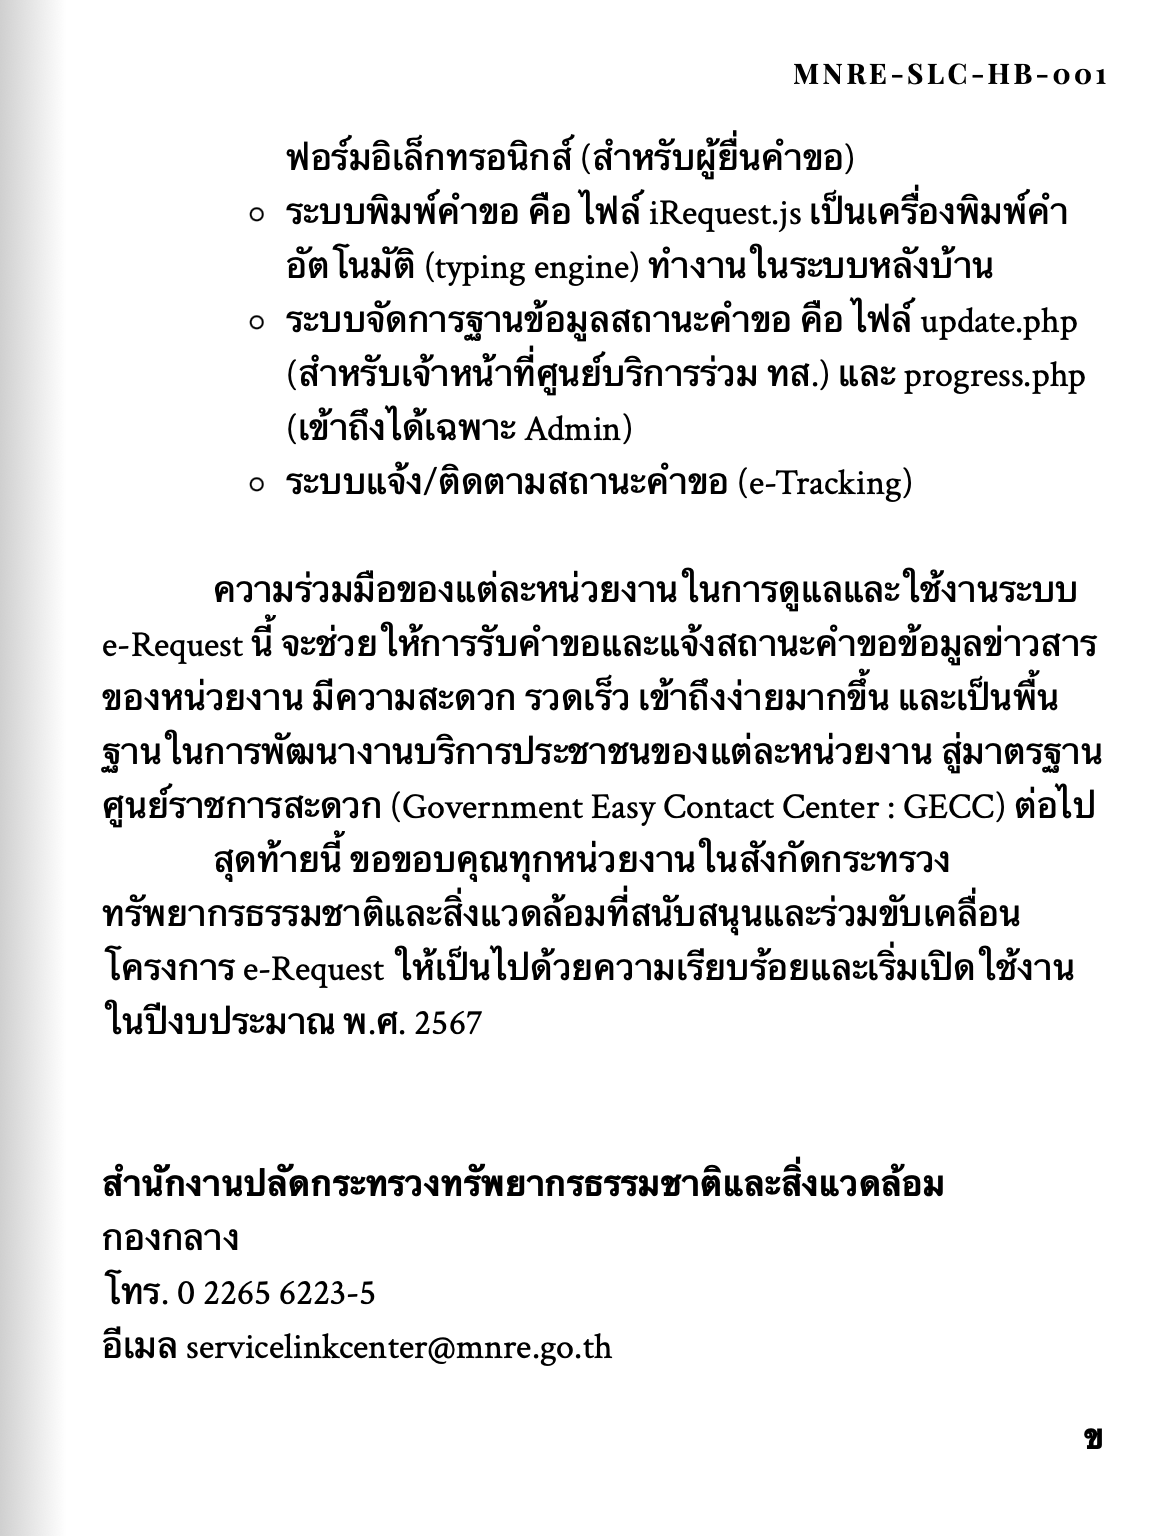 MNRE-SLC-HB-001
ฟอร์มอิเล็กทรอนิกส์ (สำหรับผู้ยื่นคำขอ)
○ ระบบพิมพ์คำขอ คือ ไฟล์ iRequest.js เป็นเครื่องพิมพ์คำ
อัตโนมัติ (typing engine) ทำงานในระบบหลังบ้าน
○ ระบบจัดการฐานข้อมูลสถานะคำขอ คือ ไฟล์ update.php
(สำหรับเจ้าหน้าที่ศูนย์บริการร่วม ทส.) และ progress.php
(เข้าถึงได้เฉพาะ Admin)
○ ระบบแจ้ง/ติดตามสถานะคำขอ (e-Tracking)
ความร่วมมือของแต่ละหน่วยงานในการดูแลและใช้งานระบบ
e-Request นี้ จะช่วยให้การรับคำขอและแจ้งสถานะคำขอข้อมูลข่าวสาร
ของหน่วยงาน มีความสะดวก รวดเร็ว เข้าถึงง่ายมากขึ้น และเป็นพื้น
ฐานในการพัฒนางานบริการประชาชนของแต่ละหน่วยงาน สู่มาตรฐาน
ศูนย์ราชการสะดวก (Government Easy Contact Center : GECC) ต่อไป
สุดท้ายนี้ ขอขอบคุณทุกหน่วยงานในสังกัดกระทรวง
ทรัพยากรธรรมชาติและสิ่งแวดล้อมที่สนับสนุนและร่วมขับเคลื่อน
โครงการ e-Request ให้เป็นไปด้วยความเรียบร้อยและเริ่มเปิดใช้งาน
ในปีงบประมาณ พ.ศ. 2567
สำนักงานปลัดกระทรวงทรัพยากรธรรมชาติและสิ่งแวดล้อม
กองกลาง
โทร. 0 2265 6223-5
อีเมล servicelinkcenter@mnre.go.th
ข